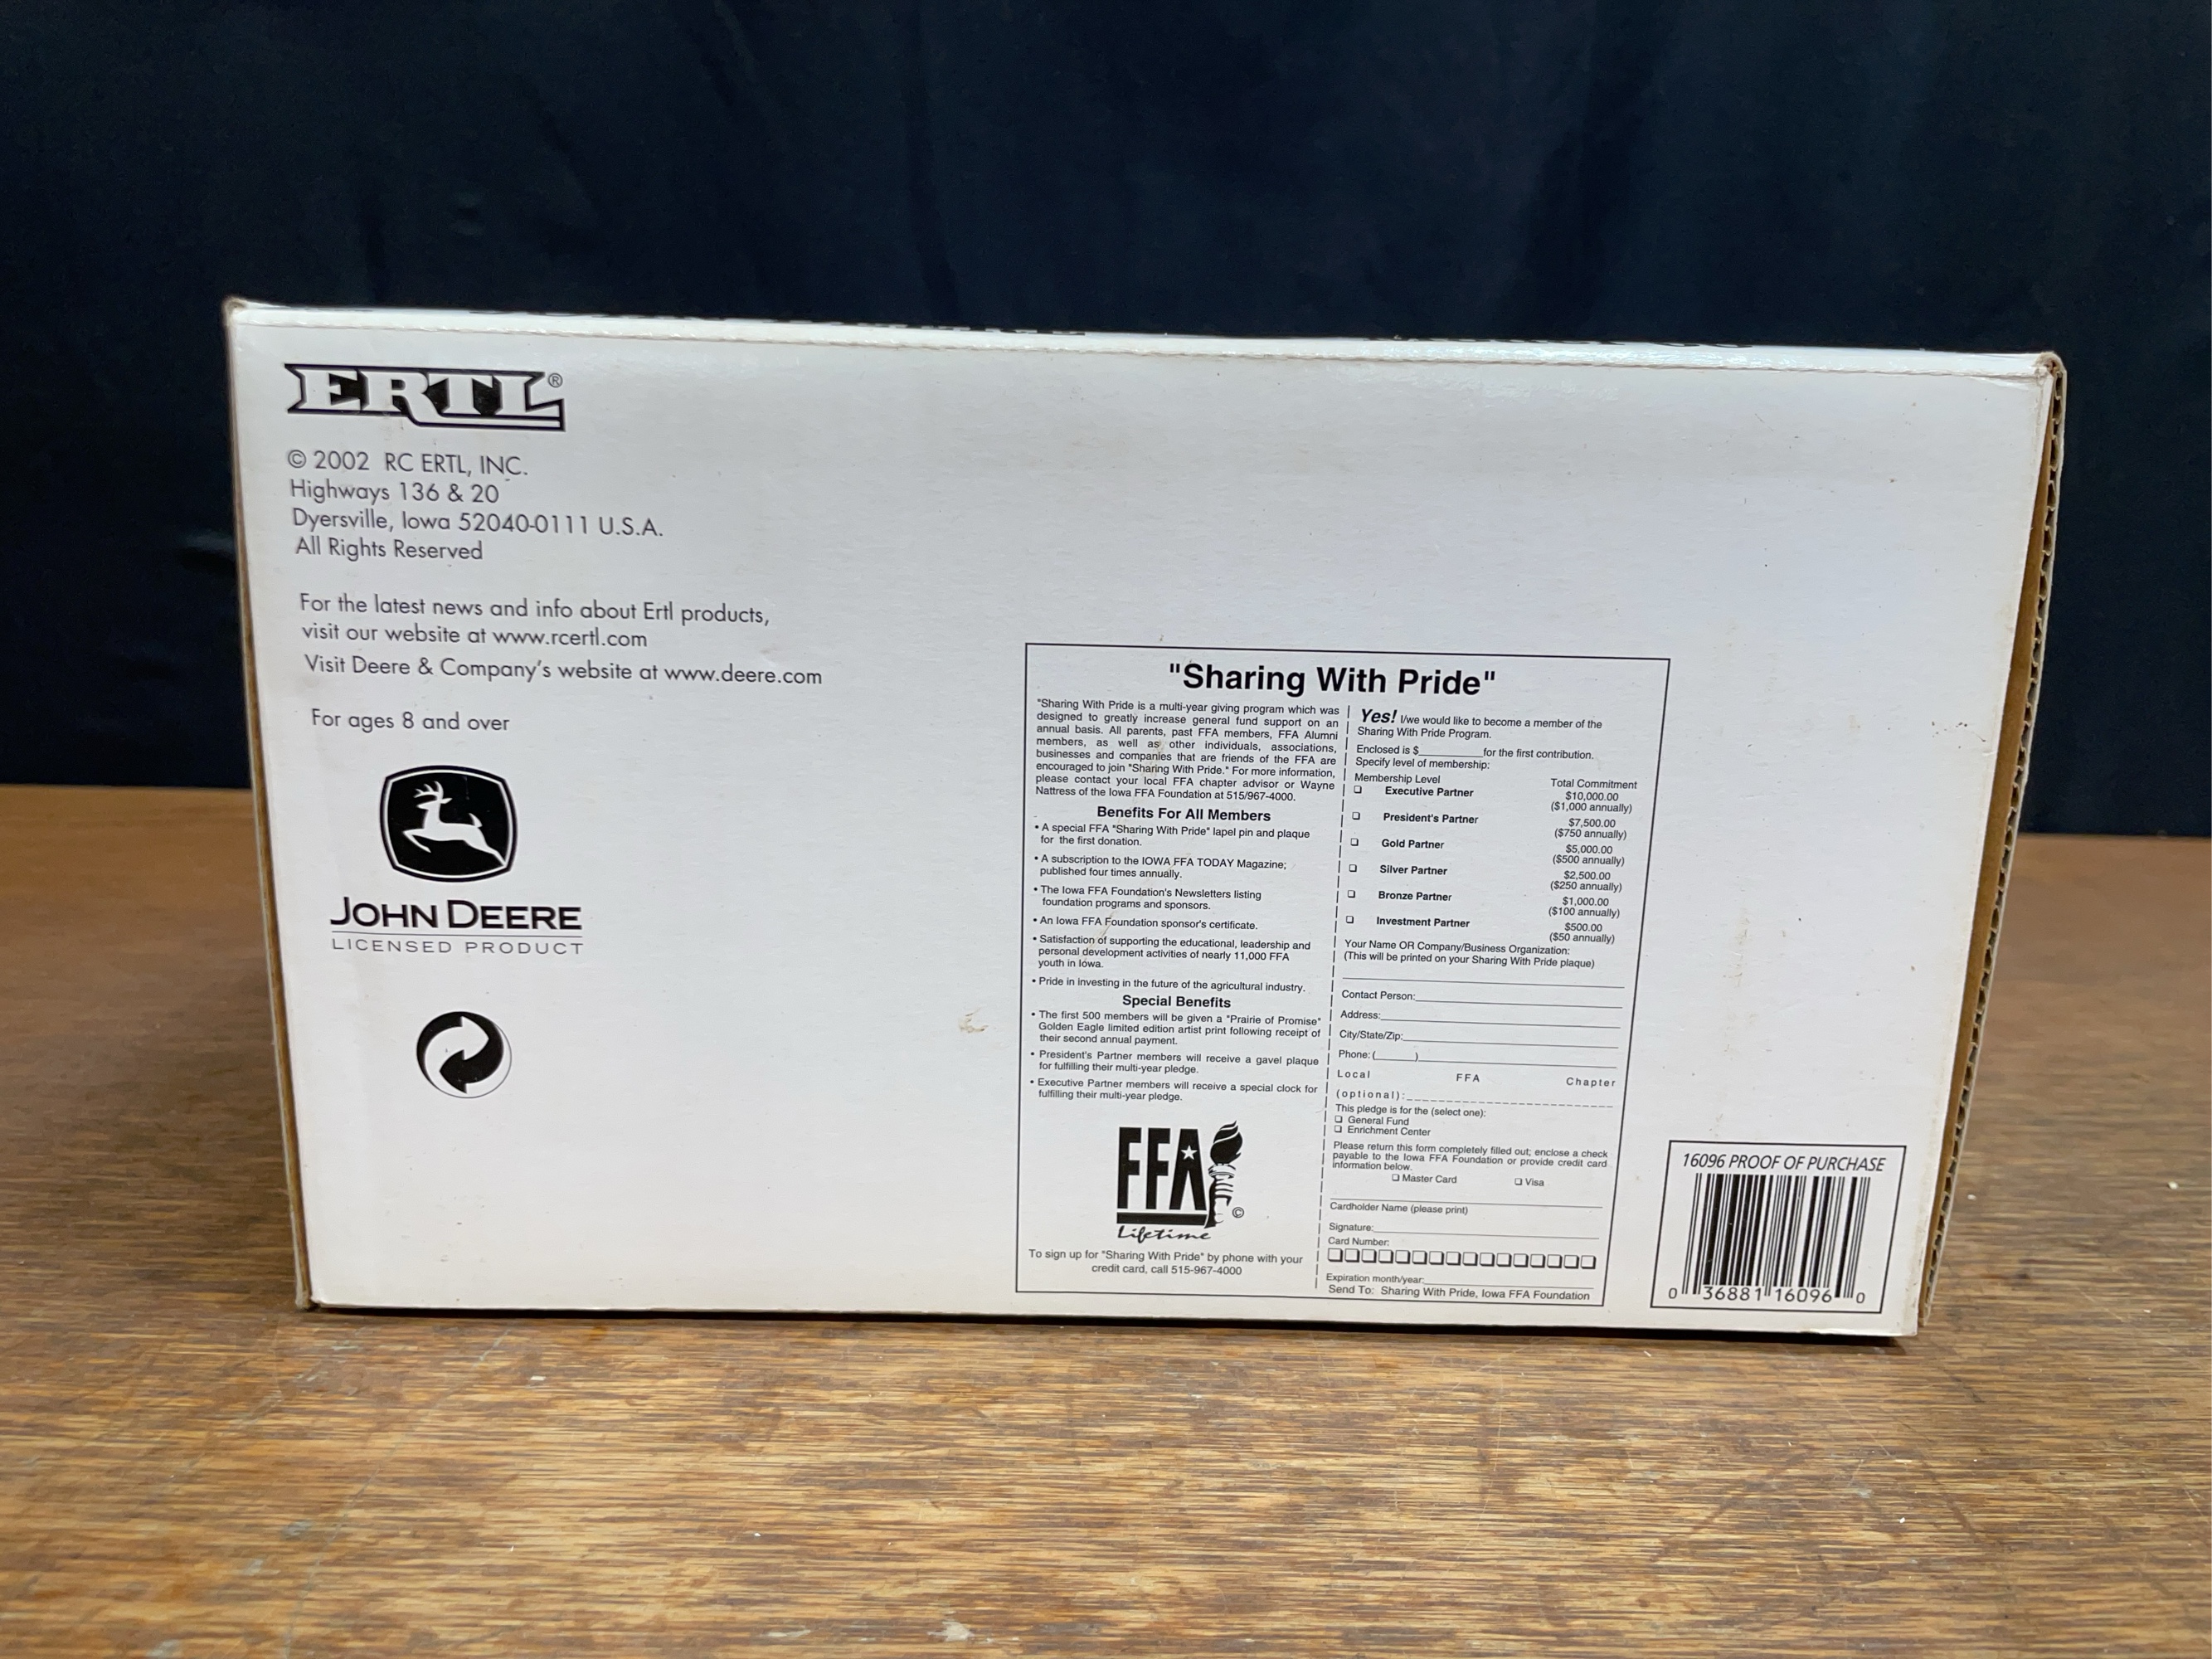 ERTL®
© 2002 RC ERTL, INC.
Highways 136 & 20
Dyersville, Iowa 52040-0111 U.S.A.
All Rights Reserved
For the latest news and info about Ertl products,
visit our website at www.rcertl.com
Visit Deere & Company's website at www.deere.com
For ages 8 and over
JOHN DEERE
LICENSED PRODUCT
"Sharing With Pride"
"Sharing With Pride is a multi-year giving program which was
designed to greatly increase general fund support on an
annual basis. All parents, past FFA members, FFA Alumni
members, as well as other individuals, associations,
businesses and companies that are friends of the FFA are
encouraged to join "Sharing With Pride." For more information,
please contact your local FFA chapter advisor or Wayne
Nattress of the Iowa FFA Foundation at 515/967-4000.
Benefits For All Members
• A special FFA "Sharing With Pride" lapel pin and plaque
for the first donation.
• A subscription to the IOWA FFA TODAY Magazine;
published four times annually.
• The Iowa FFA Foundation's Newsletters listing
foundation programs and sponsors.
• An Iowa FFA Foundation sponsor's certificate.
• Satisfaction of supporting the educational, leadership and
personal development activities of nearly 11,000 FFA
youth in Iowa.
• Pride in investing in the future of the agricultural industry.
Special Benefits
• The first 500 members will be given a "Prairie of Promise"
Golden Eagle limited edition artist print following receipt of
their second annual payment.
• President's Partner members will receive a gavel plaque
for fulfilling their multi-year pledge.
• Executive Partner members will receive a special clock for
fulfilling their multi-year pledge.
FFA ©
Lifetime
To sign up for "Sharing With Pride" by phone with your
credit card, call 515-967-4000
Yes! I/we would like to become a member of the
Sharing With Pride Program.
Enclosed is $__________for the first contribution.
Specify level of membership:
Membership Level Total Commitment
❏ Executive Partner $10,000.00
($1,000 annually)
❏ President's Partner $7,500.00
($750 annually)
❏ Gold Partner $5,000.00
($500 annually)
❏ Silver Partner $2,500.00
($250 annually)
❏ Bronze Partner $1,000.00
($100 annually)
❏ Investment Partner $500.00
($50 annually)
Your Name OR Company/Business Organization:
(This will be printed on your Sharing With Pride plaque)
Contact Person:
Address:
City/State/Zip:
Phone: (______)
Local FFA Chapter
(optional):
This pledge is for the (select one):
❏ General Fund
❏ Enrichment Center
Please return this form completely filled out; enclose a check
payable to the Iowa FFA Foundation or provide credit card
information below.
❏ Master Card ❏ Visa
Cardholder Name (please print)
Signature:
Card Number:
Expiration month/year:
Send To: Sharing With Pride, Iowa FFA Foundation
16096 PROOF OF PURCHASE
0 36881 16096 0